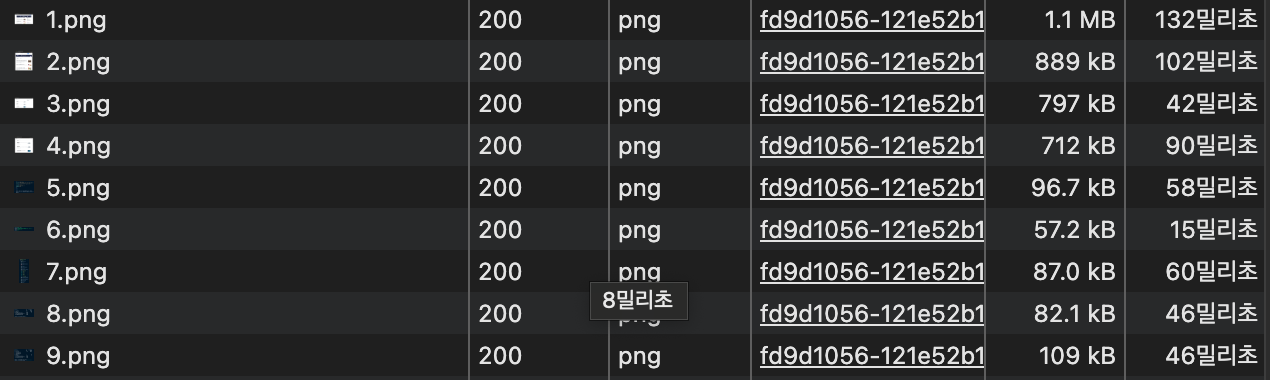 1.png 200 png fd9d1056-121e52b1 1.1 MB 132밀리초
2.png 200 png fd9d1056-121e52b1 889 kB 102밀리초
3.png 200 png fd9d1056-121e52b1 797 kB 42밀리초
4.png 200 png fd9d1056-121e52b1 712 kB 90밀리초
5.png 200 png fd9d1056-121e52b1 96.7 kB 58밀리초
6.png 200 png fd9d1056-121e52b1 57.2 kB 15밀리초
7.png 200 png fd9d1056-121e52b1 87.0 kB 60밀리초
8밀리초
8.png 200 png fd9d1056-121e52b1 82.1 kB 46밀리초
9.png 200 png fd9d1056-121e52b1 109 kB 46밀리초